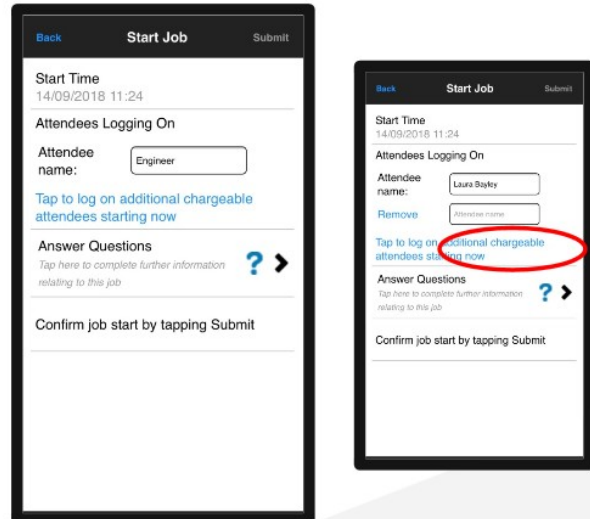 Back Start Job Submit
Start Time
14/09/2018 11:24
Attendees Logging On
Attendee
name:
Engineer
Tap to log on additional chargeable
attendees starting now
Answer Questions
Tap here to complete further information
relating to this job
?
Confirm job start by tapping Submit
Back Start Job Submit
Start Time
14/09/2018 11:24
Attendees Logging On
Attendee
name:
Laura Bayley
Remove Attendee name
Tap to log on additional chargeable
attendees starting now
Answer Questions
Tap here to complete further information
relating to this job
?
Confirm job start by tapping Submit